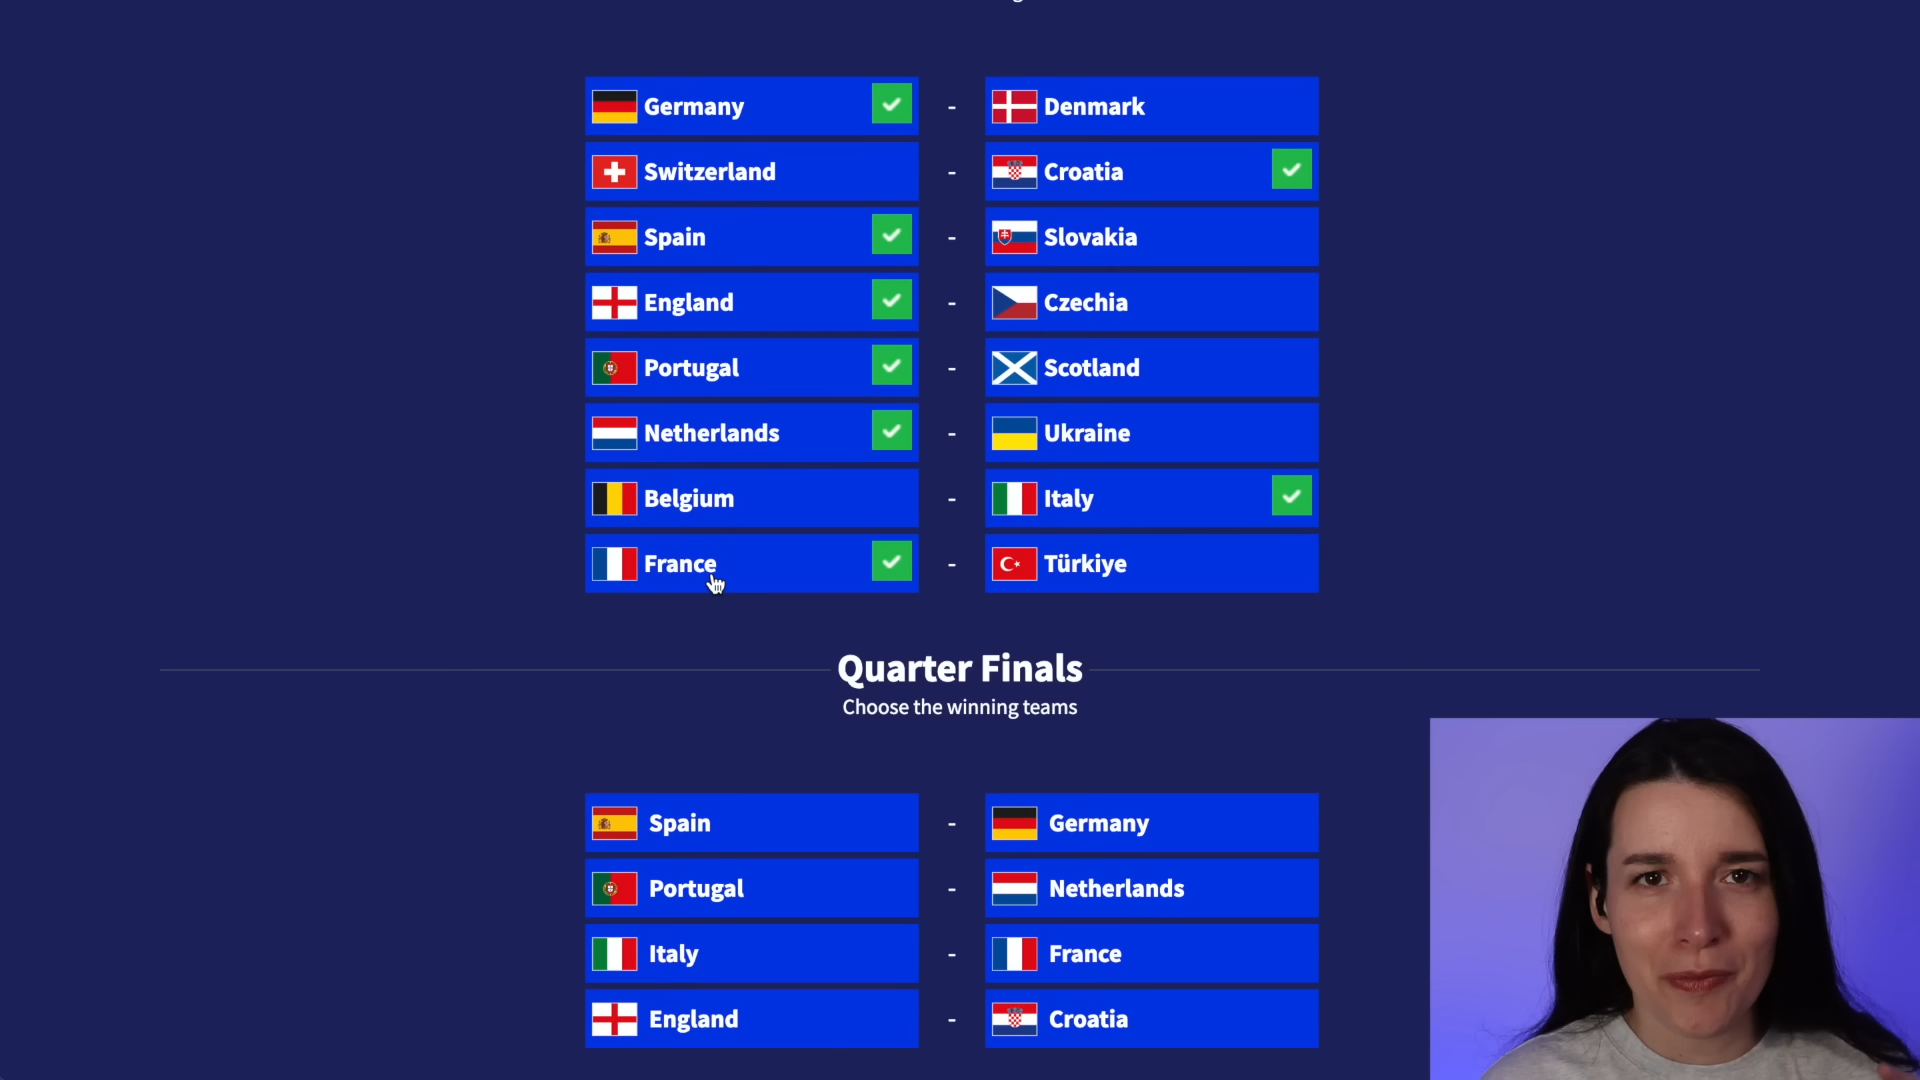 Germany - Denmark
Switzerland - Croatia
Spain - Slovakia
England - Czechia
Portugal - Scotland
Netherlands - Ukraine
Belgium - Italy
France - Türkiye
Quarter Finals
Choose the winning teams
Spain - Germany
Portugal - Netherlands
Italy - France
England - Croatia